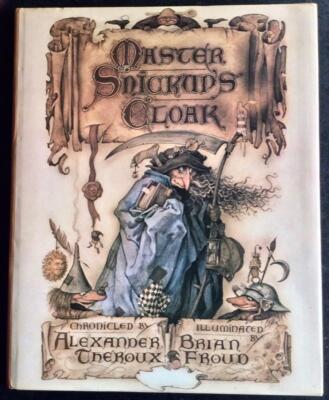 MASTER
SNICKUP'S
CLOAK
CHRONICLED BY
ALEXANDER
THEROUX
ILLUMINATED BY
BRIAN
FROUD